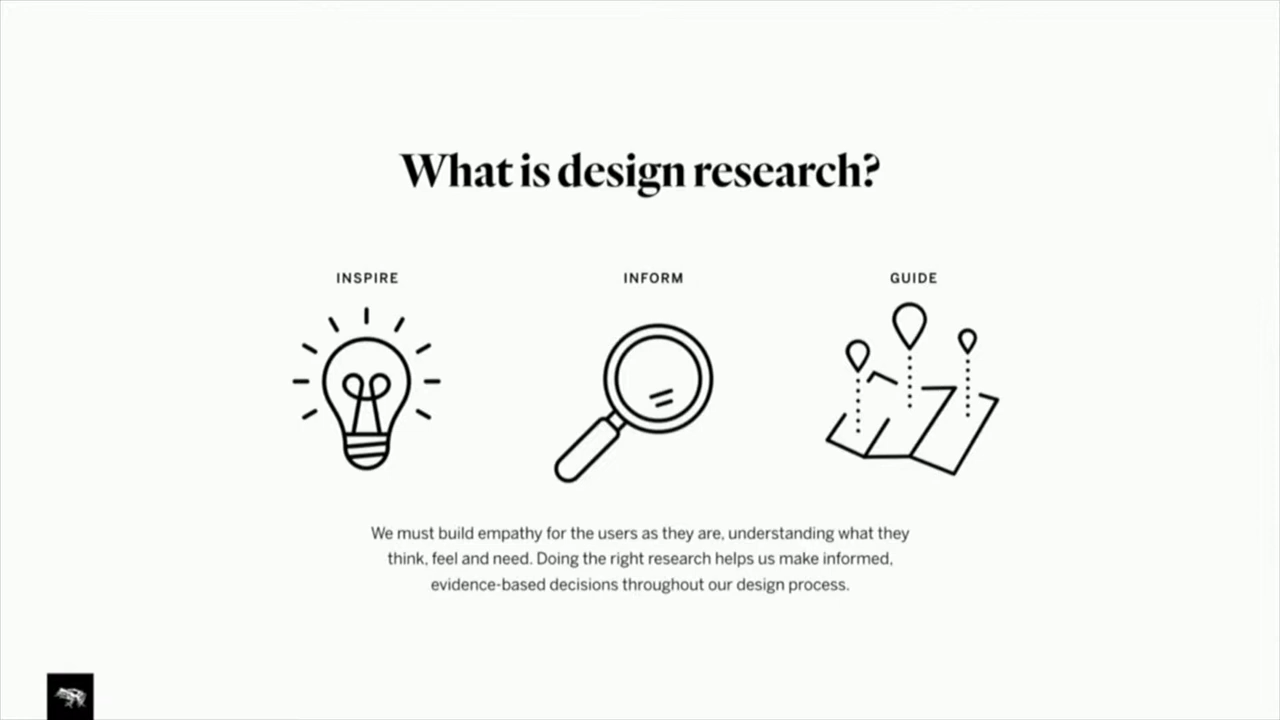 What is design research?
INSPIRE
INFORM
GUIDE
We must build empathy for the users as they are, understanding what they
think, feel and need. Doing the right research helps us make informed,
evidence-based decisions throughout our design process.